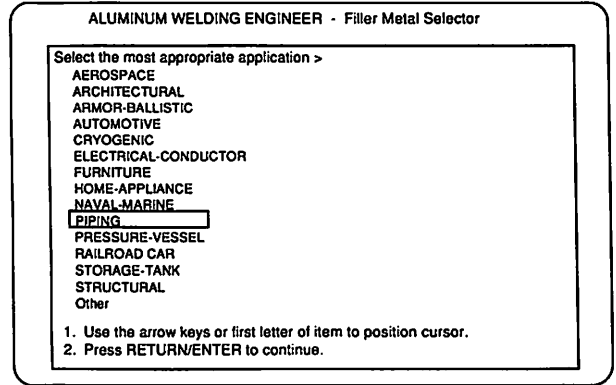 ALUMINUM WELDING ENGINEER - Filler Metal Selector
Select the most appropriate application >
AEROSPACE
ARCHITECTURAL
ARMOR-BALLISTIC
AUTOMOTIVE
CRYOGENIC
ELECTRICAL-CONDUCTOR
FURNITURE
HOME-APPLIANCE
NAVAL-MARINE
PIPING
PRESSURE-VESSEL
RAILROAD CAR
STORAGE-TANK
STRUCTURAL
Other
1. Use the arrow keys or first letter of item to position cursor.
2. Press RETURN/ENTER to continue.